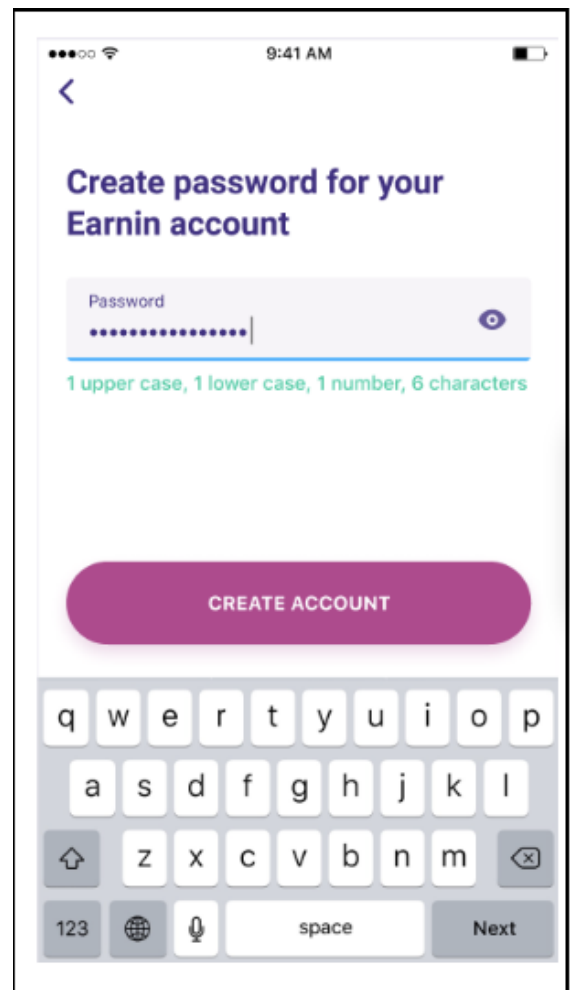 9:41 AM
Create password for your
Earnin account
Password
••••••••••••••••
1 upper case, 1 lower case, 1 number, 6 characters
CREATE ACCOUNT
q w e r t y u i o p
a s d f g h j k l
z x c v b n m
123 space Next